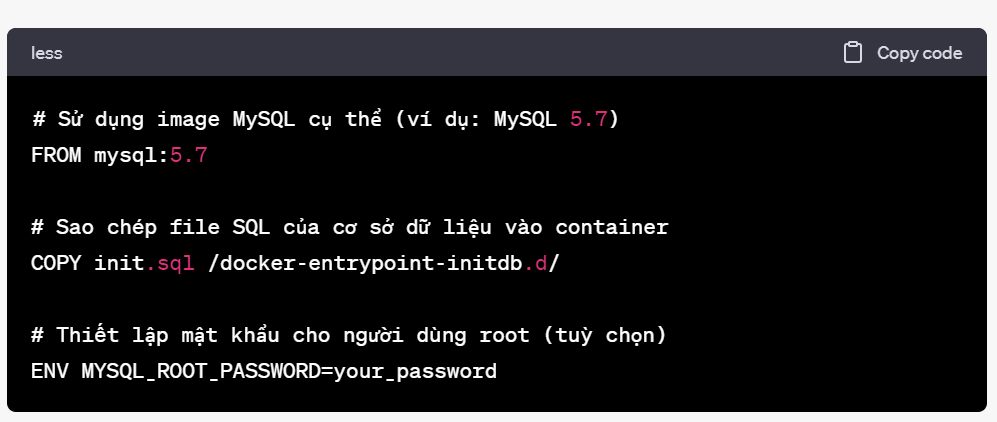 less
Copy code
# Sử dụng image MySQL cụ thể (ví dụ: MySQL 5.7)
FROM mysql:5.7
# Sao chép file SQL của cơ sở dữ liệu vào container
COPY init.sql /docker-entrypoint-initdb.d/
# Thiết lập mật khẩu cho người dùng root (tuỳ chọn)
ENV MYSQL_ROOT_PASSWORD=your_password